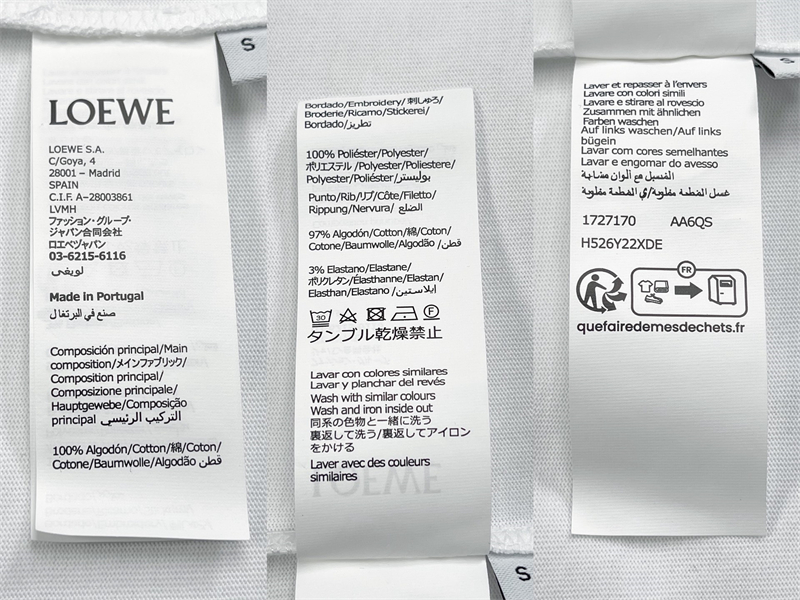 S
LOEWE
LOEWE S.A.
C/Goya, 4
28001 – Madrid
SPAIN
C.I.F. A-28003861
LVMH
ファッション・グループ・
ジャパン合同会社
ロエベジャパン
03-6215-6116
لويفي
Made in Portugal
صنع في البرتغال
Composición principal/Main
composition/メインファブリック/
Composition principal/
Composizione principale/
Hauptgewebe/Composição
principal التركيب الرئيسي
100% Algodón/Cotton/綿/Coton/
Cotone/Baumwolle/Algodão قطن
Bordado/Embroidery/ 刺しゅう/
Broderie/Ricamo/Stickerei/
Bordado/تطريز
100% Poliéster/Polyester/
ポリエステル /Polyester/Poliestere/
Polyester/Poliéster/بوليستر
Punto/Rib/リブ/Côte/Filetto/
Rippung/Nervura/ الضلع
97% Algodón/Cotton/綿/Coton/
Cotone/Baumwolle/Algodão /قطن
3% Elastano/Elastane/
ポリウレタン/Élasthanne/Elastan/
Elasthan/Elastano /إيلاستين
30 F
タンブル乾燥禁止
Lavar con colores similares
Lavar y planchar del revés
Wash with similar colours
Wash and iron inside out
同系の色物と一緒に洗う
裏返して洗う/裏返してアイロン
をかける
Laver avec des couleurs
similaires
S
S
Laver et repasser à l'envers
Lavare con colori simili
Lavare e stirare al rovescio
Zusammen mit ähnlichen
Farben waschen
Auf links waschen/Auf links
bügeln
Lavar com cores semelhantes
Lavar e engomar do avesso
الغسيل مع ألوان مشابهة
غسل القطعة مقلوبة/كي القطعة مقلوبة
1727170 AA6QS
H526Y22XDE
FR
quefairedemesdechets.fr